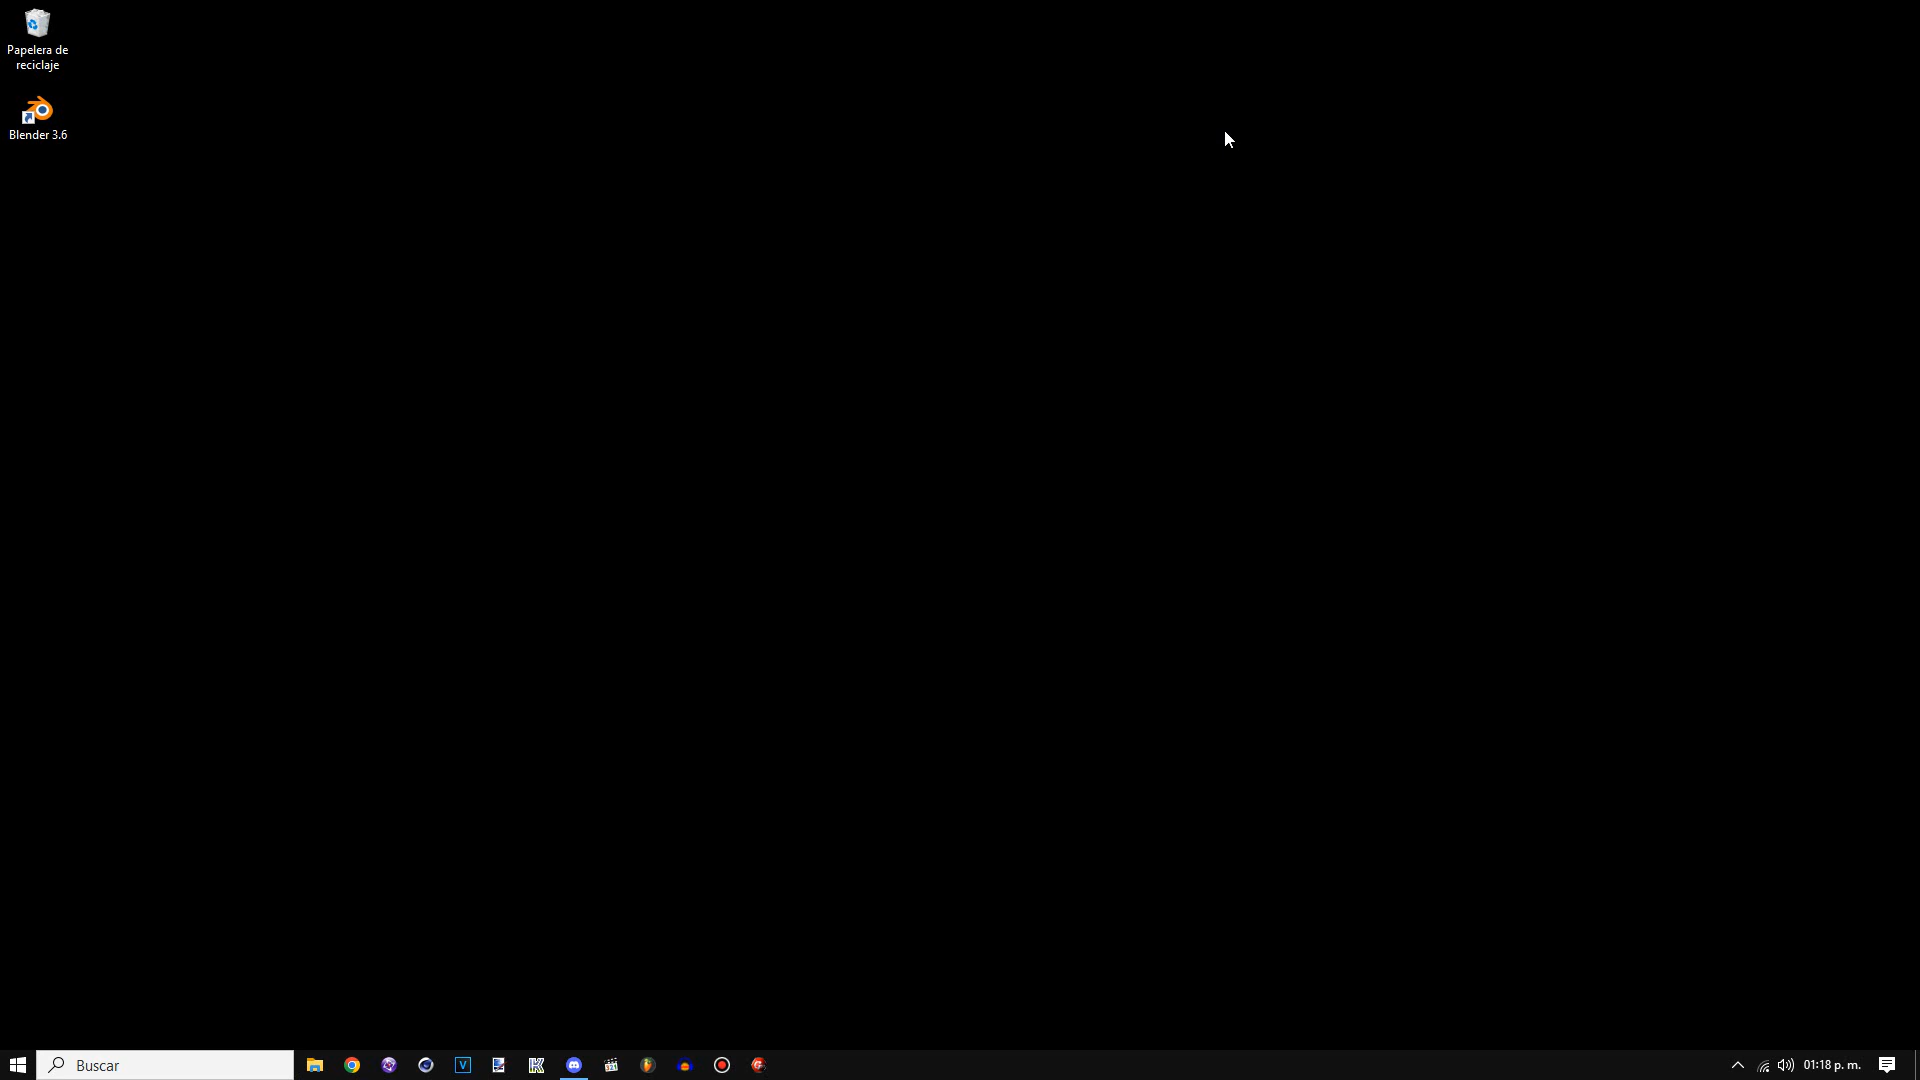 Papelera de
reciclaje
Blender 3.6
Buscar
V
01:18 p. m.